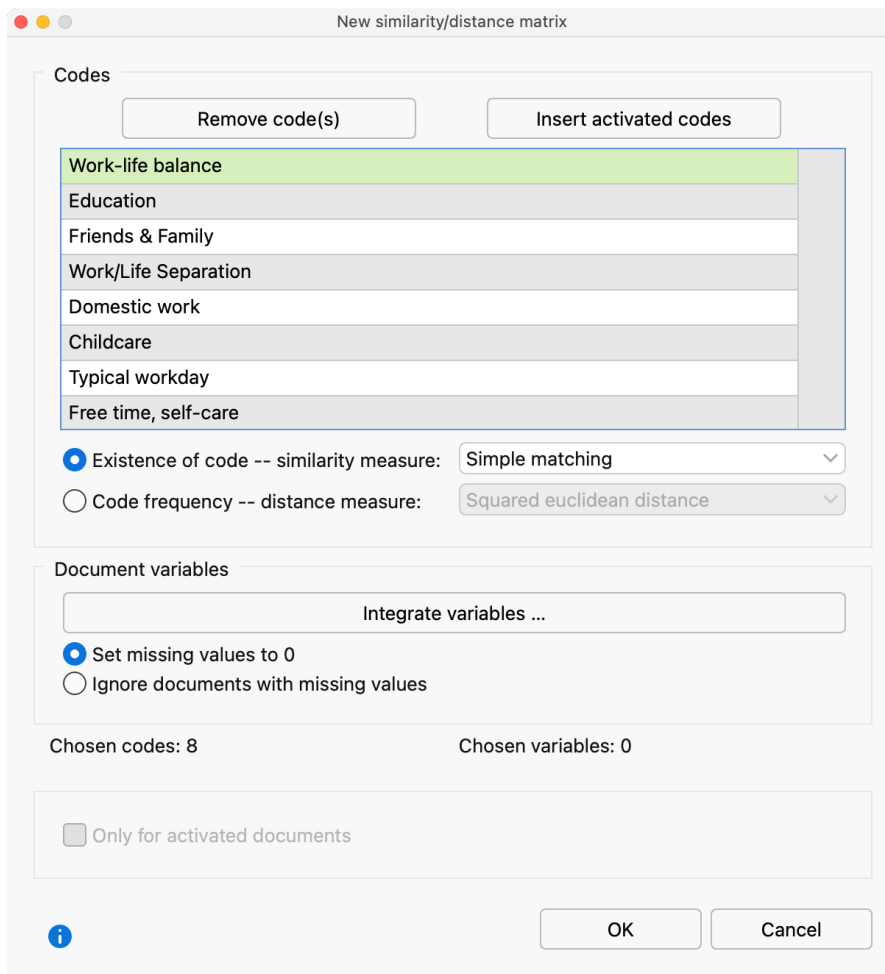 New similarity/distance matrix
Codes
Remove code(s)
Insert activated codes
Work-life balance
Education
Friends & Family
Work/Life Separation
Domestic work
Childcare
Typical workday
Free time, self-care
Existence of code -- similarity measure: Simple matching
Code frequency -- distance measure: Squared euclidean distance
Document variables
Integrate variables ...
Set missing values to 0
Ignore documents with missing values
Chosen codes: 8
Chosen variables: 0
Only for activated documents
OK
Cancel